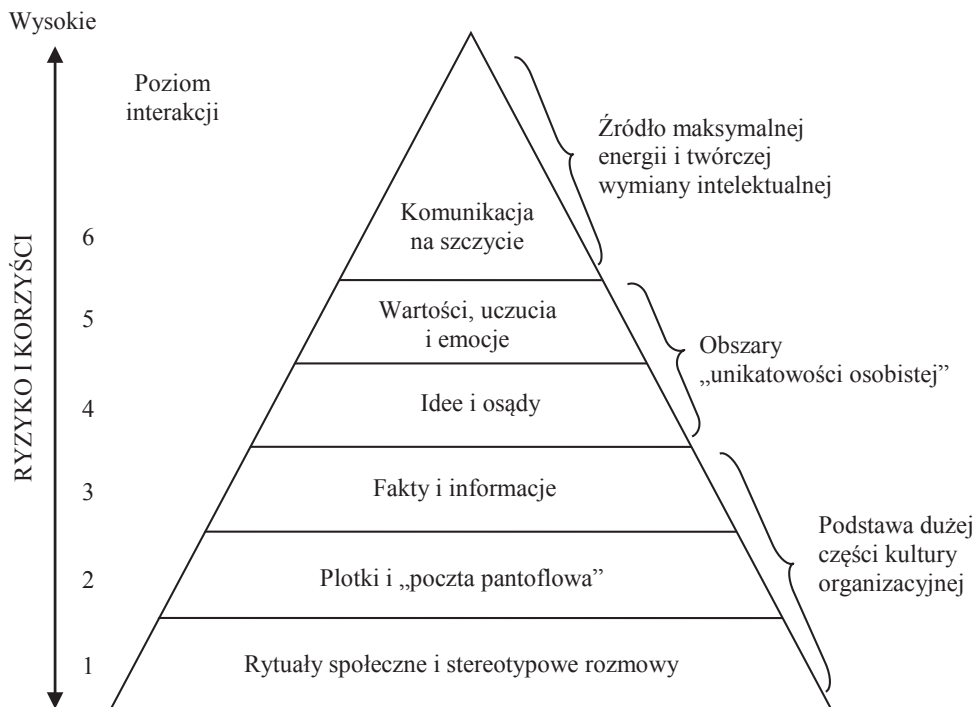 Wysokie
Poziom
interakcji
Źródło maksymalnej
energii i twórczej
wymiany intelektualnej
Komunikacja
na szczycie
6
RYZYKO I KORZYŚCI
Wartości, uczucia
i emocje
5
Obszary
„unikatowości osobistej”
Idee i osądy
4
Fakty i informacje
3
Podstawa dużej
części kultury
organizacyjnej
Plotki i „poczta pantoflowa”
2
Rytuały społeczne i stereotypowe rozmowy
1